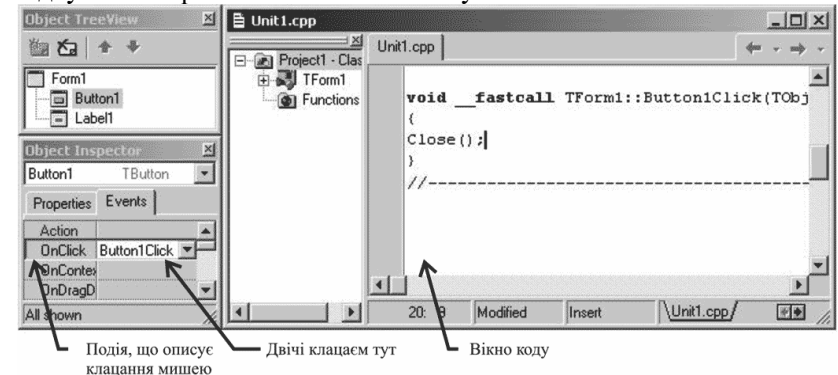 Object TreeView
Form1
Button1
Label1
Object Inspector
Button1 TButton
Properties Events
Action
OnClick Button1Click
OnContex
OnDragD
All shown
Unit1.cpp
Project1 - Clas
TForm1
Functions
Unit1.cpp
void __fastcall TForm1::Button1Click(TObj
{
Close();
}
//----------------------------------------
20: 9 Modified Insert Unit1.cpp
Подія, що описує
клацання мишею
Двічі клацаєм тут
Вікно коду